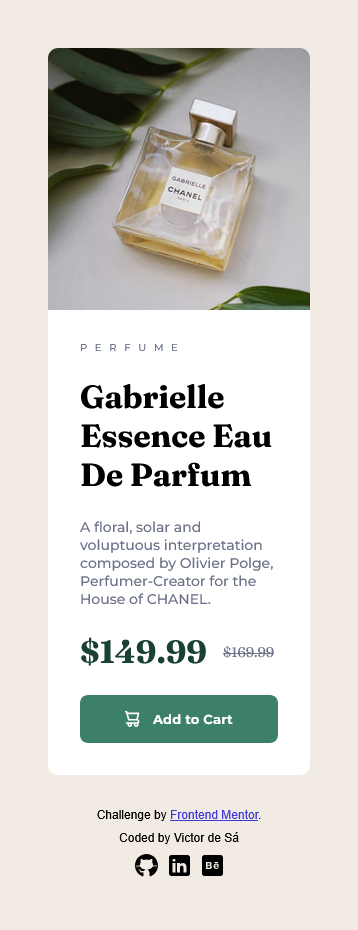 GABRIELLE
CHANEL
PARIS
PERFUME
Gabrielle
Essence Eau
De Parfum
A floral, solar and
voluptuous interpretation
composed by Olivier Polge,
Perfumer-Creator for the
House of CHANEL.
$149.99 $169.99
Add to Cart
Challenge by Frontend Mentor.
Coded by Victor de Sá
in Bē